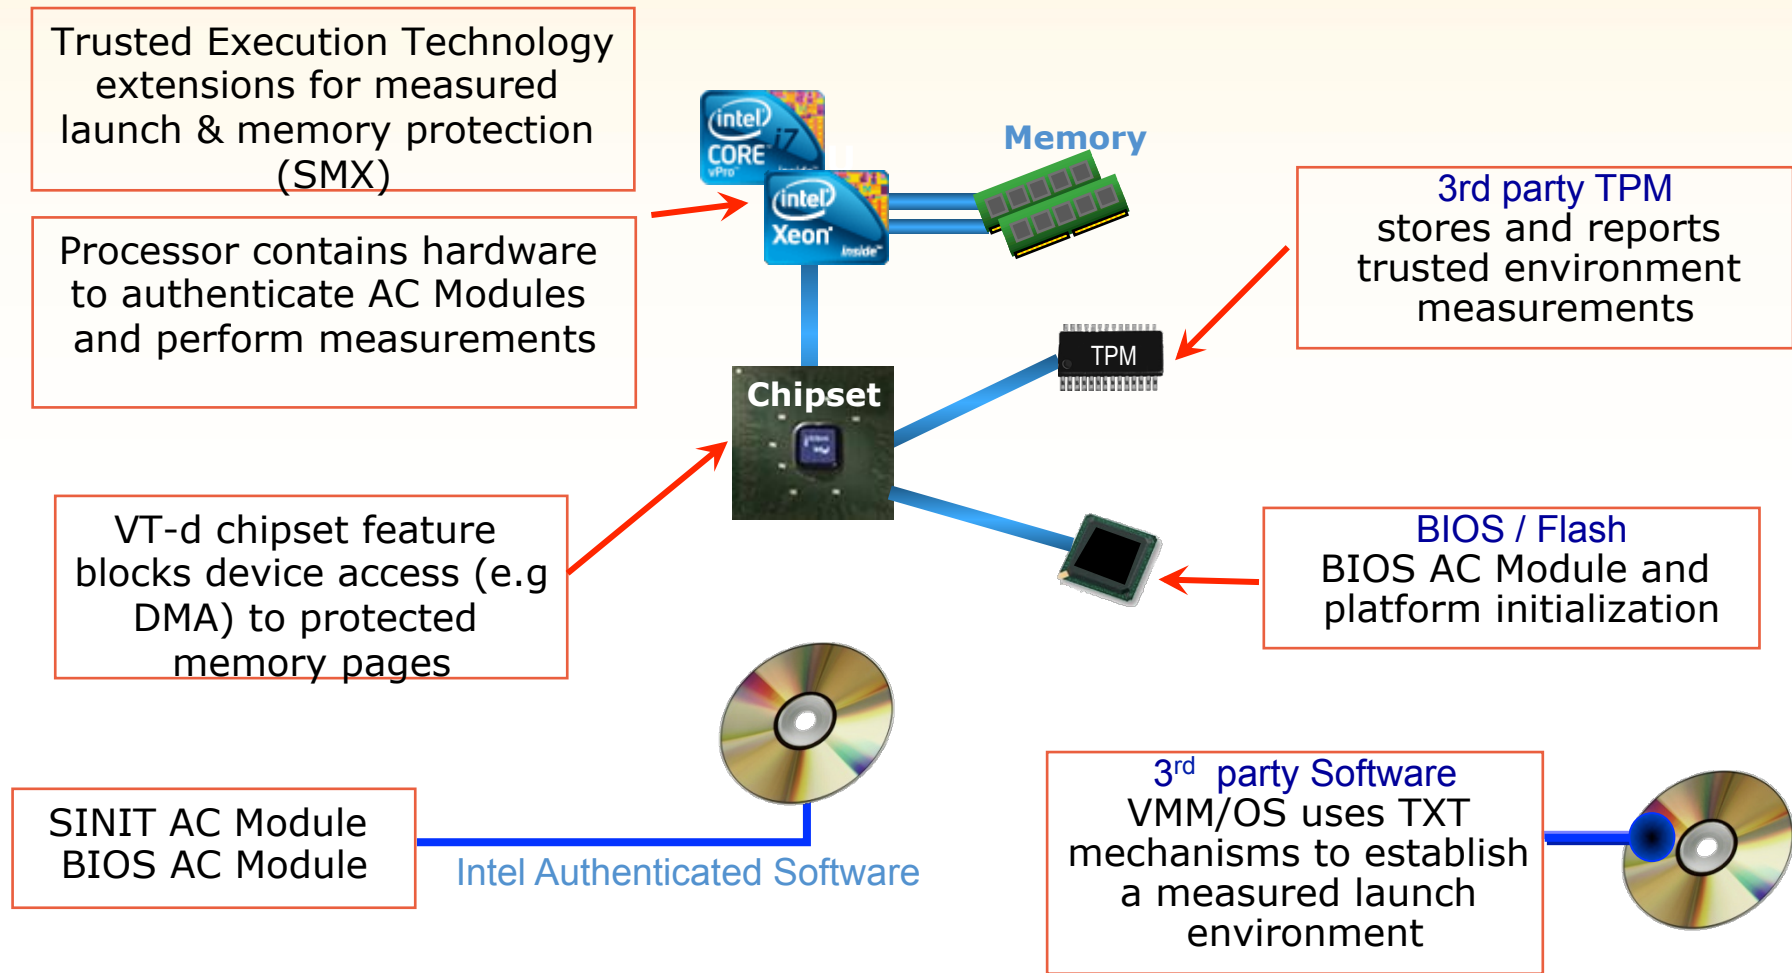 Trusted Execution Technology
extensions for measured
launch & memory protection
(SMX)
Processor contains hardware
to authenticate AC Modules
and perform measurements
intel
CORE i7
vPro™ inside™
intel
Xeon®
inside™
Memory
3rd party TPM
stores and reports
trusted environment
measurements
TPM
Chipset
VT-d chipset feature
blocks device access (e.g
DMA) to protected
memory pages
BIOS / Flash
BIOS AC Module and
platform initialization
SINIT AC Module
BIOS AC Module
Intel Authenticated Software
3rd party Software
VMM/OS uses TXT
mechanisms to establish
a measured launch
environment